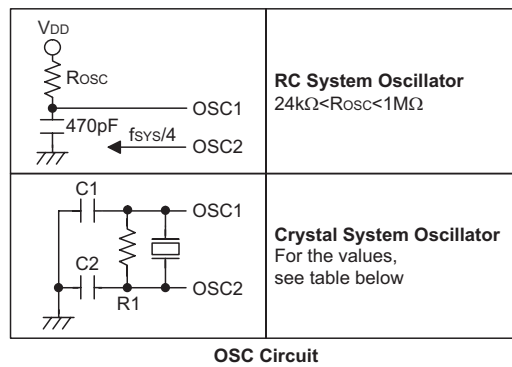 VDD
ROSC
OSC1
470pF
fSYS/4
OSC2
RC System Oscillator
24kΩ<ROSC<1MΩ
C1
OSC1
C2
R1
OSC2
Crystal System Oscillator
For the values,
see table below
OSC Circuit